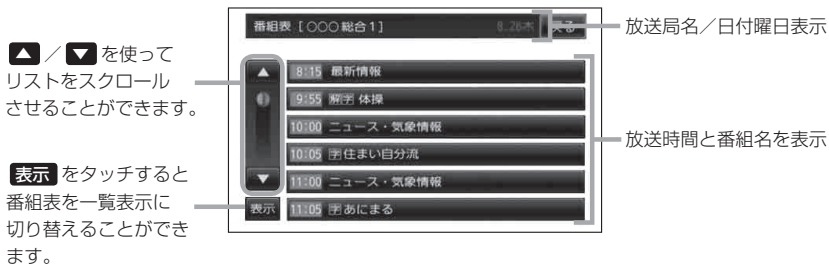 番組表 [○○○総合1] 8.26木 戻る
放送局名／日付曜日表示
▲／▼を使って
リストをスクロール
させることができます。
8:15 最新情報
9:55 解字 体操
10:00 ニュース・気象情報
10:05 字住まい自分流
11:00 ニュース・気象情報
表示 11:05 字あにまる
放送時間と番組名を表示
表示をタッチすると
番組表を一覧表示に
切り替えることができ
ます。